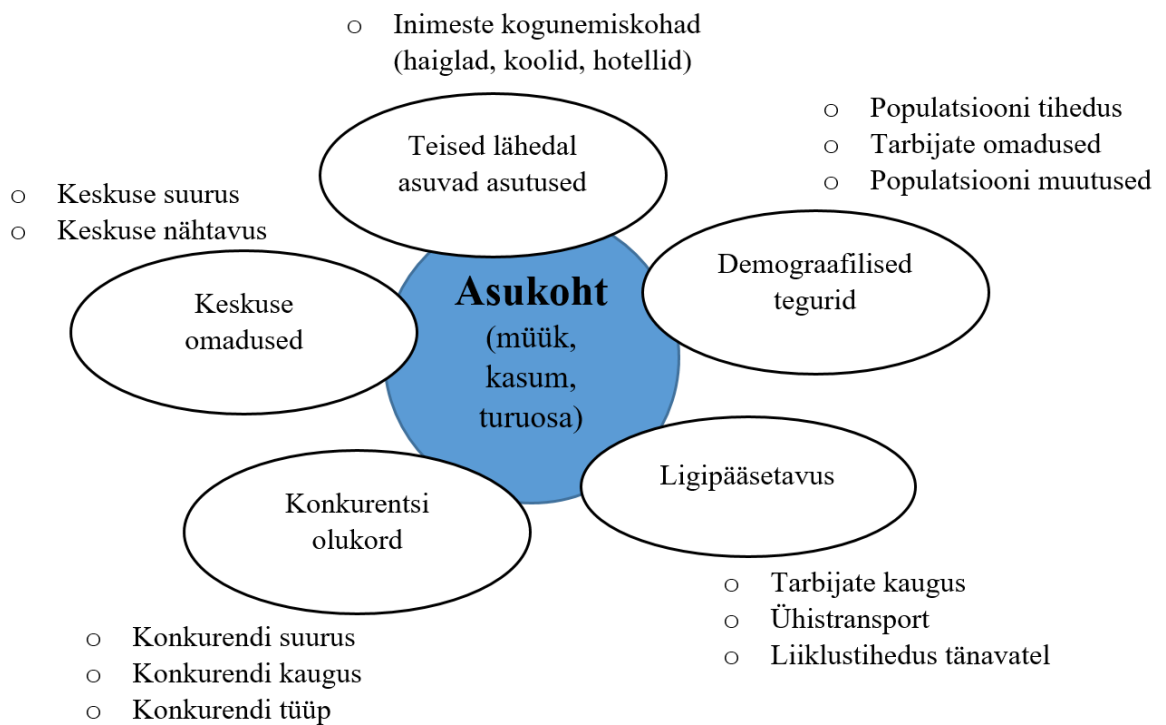 o Inimeste kogunemiskohad
(haiglad, koolid, hotellid)
Teised lähedal
asuvad asutused
o Populatsiooni tihedus
o Tarbijate omadused
o Populatsiooni muutused
Demograafilised
tegurid
o Keskuse suurus
o Keskuse nähtavus
Keskuse
omadused
Asukoht
(müük,
kasum,
turuosa)
Ligipääsetavus
o Tarbijate kaugus
o Ühistransport
o Liiklustihedus tänavatel
Konkurentsi
olukord
o Konkurendi suurus
o Konkurendi kaugus
o Konkurendi tüüp